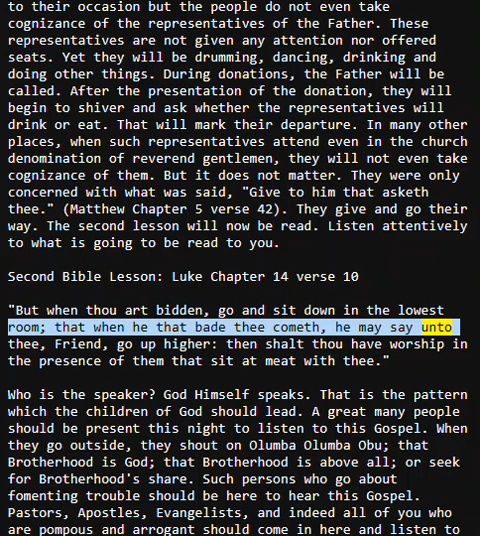 to their occasion but the people do not even take
cognizance of the representatives of the Father. These
representatives are not given any attention nor offered
seats. Yet they will be drumming, dancing, drinking and
doing other things. During donations, the Father will be
called. After the presentation of the donation, they will
begin to shiver and ask whether the representatives will
drink or eat. That will mark their departure. In many other
places, when such representatives attend even in the church
denomination of reverend gentlemen, they will not even take
cognizance of them. But it does not matter. They were only
concerned with what was said, "Give to him that asketh
thee." (Matthew Chapter 5 verse 42). They give and go their
way. The second lesson will now be read. Listen attentively
to what is going to be read to you.
Second Bible Lesson: Luke Chapter 14 verse 10
"But when thou art bidden, go and sit down in the lowest
room; that when he that bade thee cometh, he may say unto
thee, Friend, go up higher: then shalt thou have worship in
the presence of them that sit at meat with thee."
Who is the speaker? God Himself speaks. That is the pattern
which the children of God should lead. A great many people
should be present this night to listen to this Gospel. When
they go outside, they shout on Olumba Olumba Obu; that
Brotherhood is God; that Brotherhood is above all; or seek
for Brotherhood's share. Such persons who go about
fomenting trouble should be here to hear this Gospel.
Pastors, Apostles, Evangelists, and indeed all of you who
are pompous and arrogant should come in here and listen to